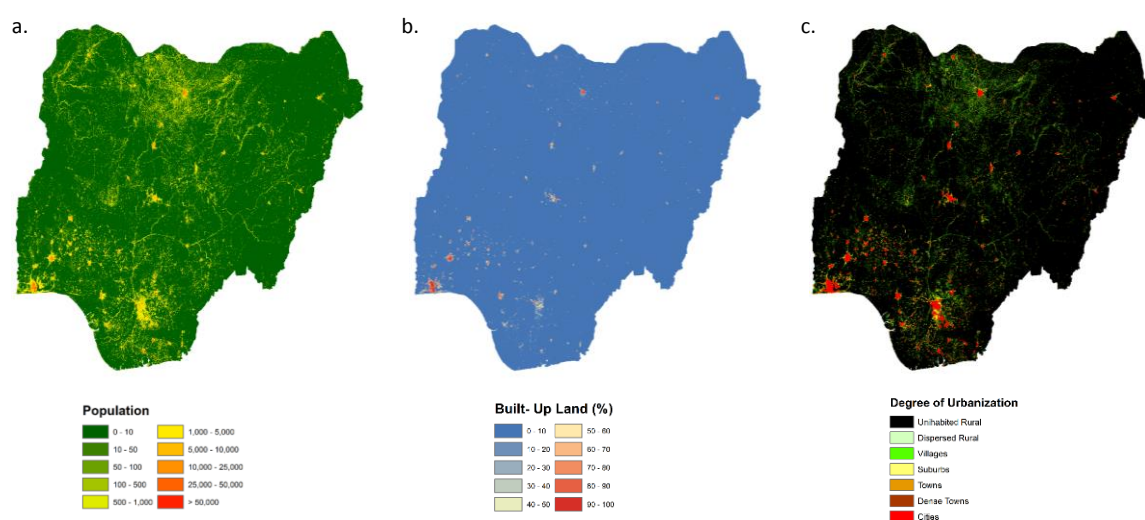 a.
b.
c.
Population
0 - 10
10 - 50
50 - 100
100 - 500
500 - 1,000
1,000 - 5,000
5,000 - 10,000
10,000 - 25,000
25,000 - 50,000
> 50,000
Built- Up Land (%)
0 - 10
10 - 20
20 - 30
30 - 40
40 - 60
50 - 60
60 - 70
70 - 80
80 - 90
90 - 100
Degree of Urbanization
Unihabited Rural
Dispersed Rural
Villages
Suburbs
Towns
Dense Towns
Cities